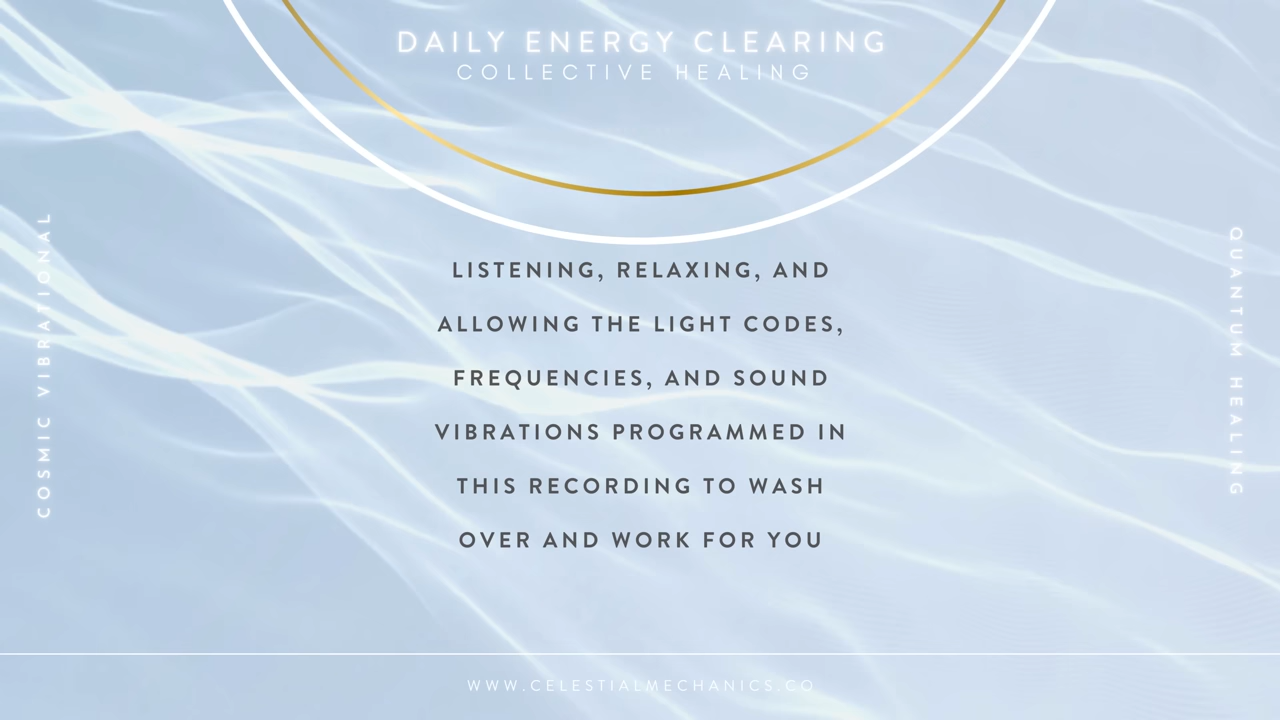 DAILY ENERGY CLEARING
COLLECTIVE HEALING
COSMIC VIBRATIONAL
QUANTUM HEALING
LISTENING, RELAXING, AND
ALLOWING THE LIGHT CODES,
FREQUENCIES, AND SOUND
VIBRATIONS PROGRAMMED IN
THIS RECORDING TO WASH
OVER AND WORK FOR YOU
WWW.CELESTIALMECHANICS.CO